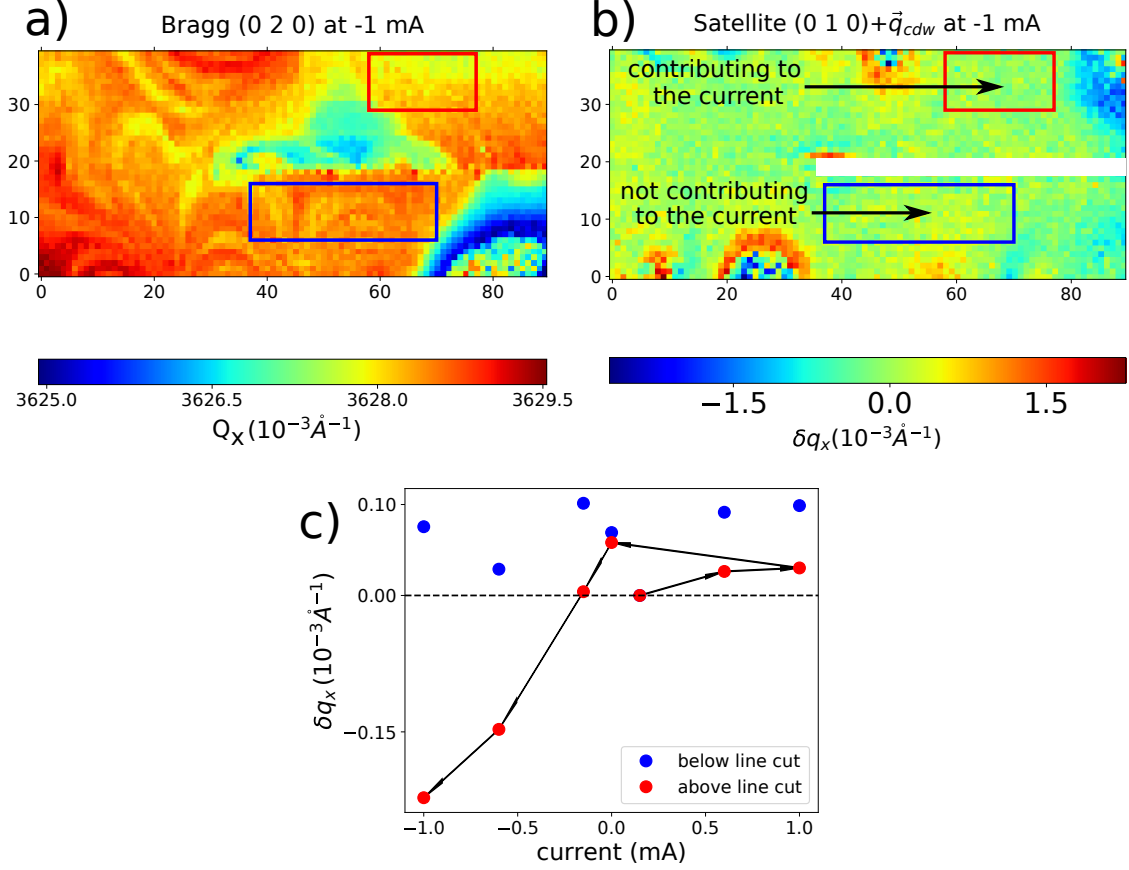 a)
Bragg (0 2 0) at -1 mA
30
20
10
0
0 20 40 60 80
3625.0 3626.5 3628.0 3629.5
Qₓ(10⁻³Å⁻¹)
b)
Satellite (0 1 0)+q⃗_cdw at -1 mA
contributing to
the current
not contributing
to the current
30
20
10
0
0 20 40 60 80
−1.5 0.0 1.5
δqₓ(10⁻³Å⁻¹)
c)
0.10
0.00
-0.15
δqₓ(10⁻³Å⁻¹)
below line cut
above line cut
−1.0 −0.5 0.0 0.5 1.0
current (mA)